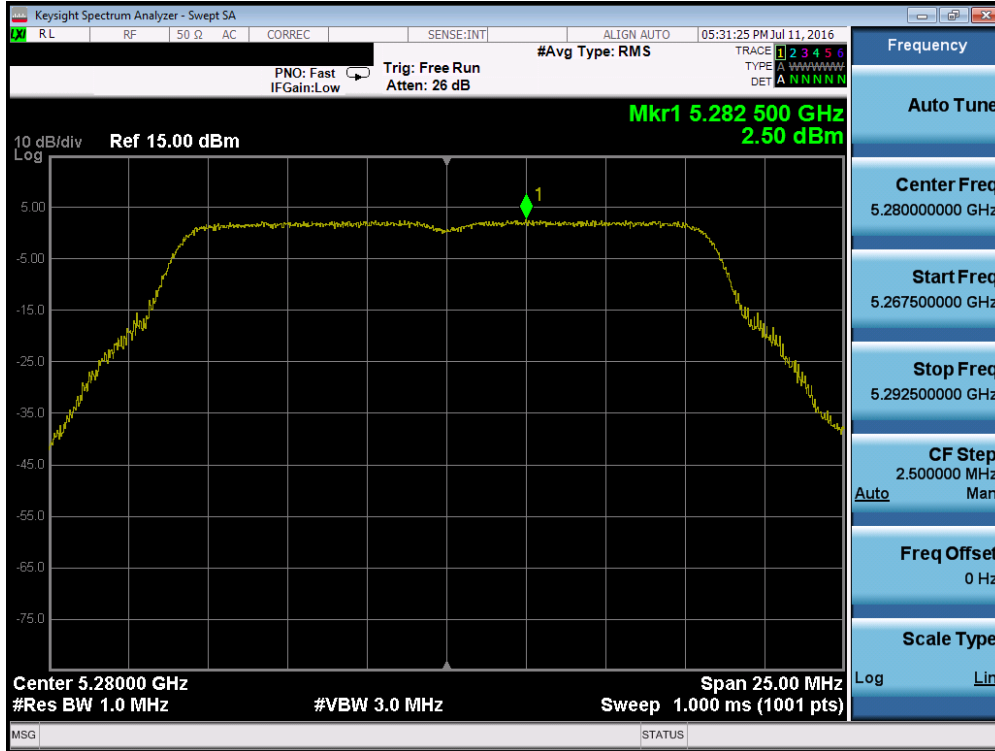 Keysight Spectrum Analyzer - Swept SA
LXI RL RF 50 Ω AC CORREC SENSE:INT ALIGN AUTO 05:31:25 PM Jul 11, 2016
#Avg Type: RMS TRACE 1 2 3 4 5 6
PNO: Fast Trig: Free Run TYPE A WWWWW
IFGain:Low Atten: 26 dB DET A N N N N N
Mkr1 5.282 500 GHz
2.50 dBm
10 dB/div Ref 15.00 dBm
Log
1
5.00
-5.00
-15.0
-25.0
-35.0
-45.0
-55.0
-65.0
-75.0
Center 5.28000 GHz Span 25.00 MHz
#Res BW 1.0 MHz #VBW 3.0 MHz Sweep 1.000 ms (1001 pts)
MSG STATUS
Frequency
Auto Tune
Center Freq
5.280000000 GHz
Start Freq
5.267500000 GHz
Stop Freq
5.292500000 GHz
CF Step
2.500000 MHz
Auto Man
Freq Offset
0 Hz
Scale Type
Log Lin